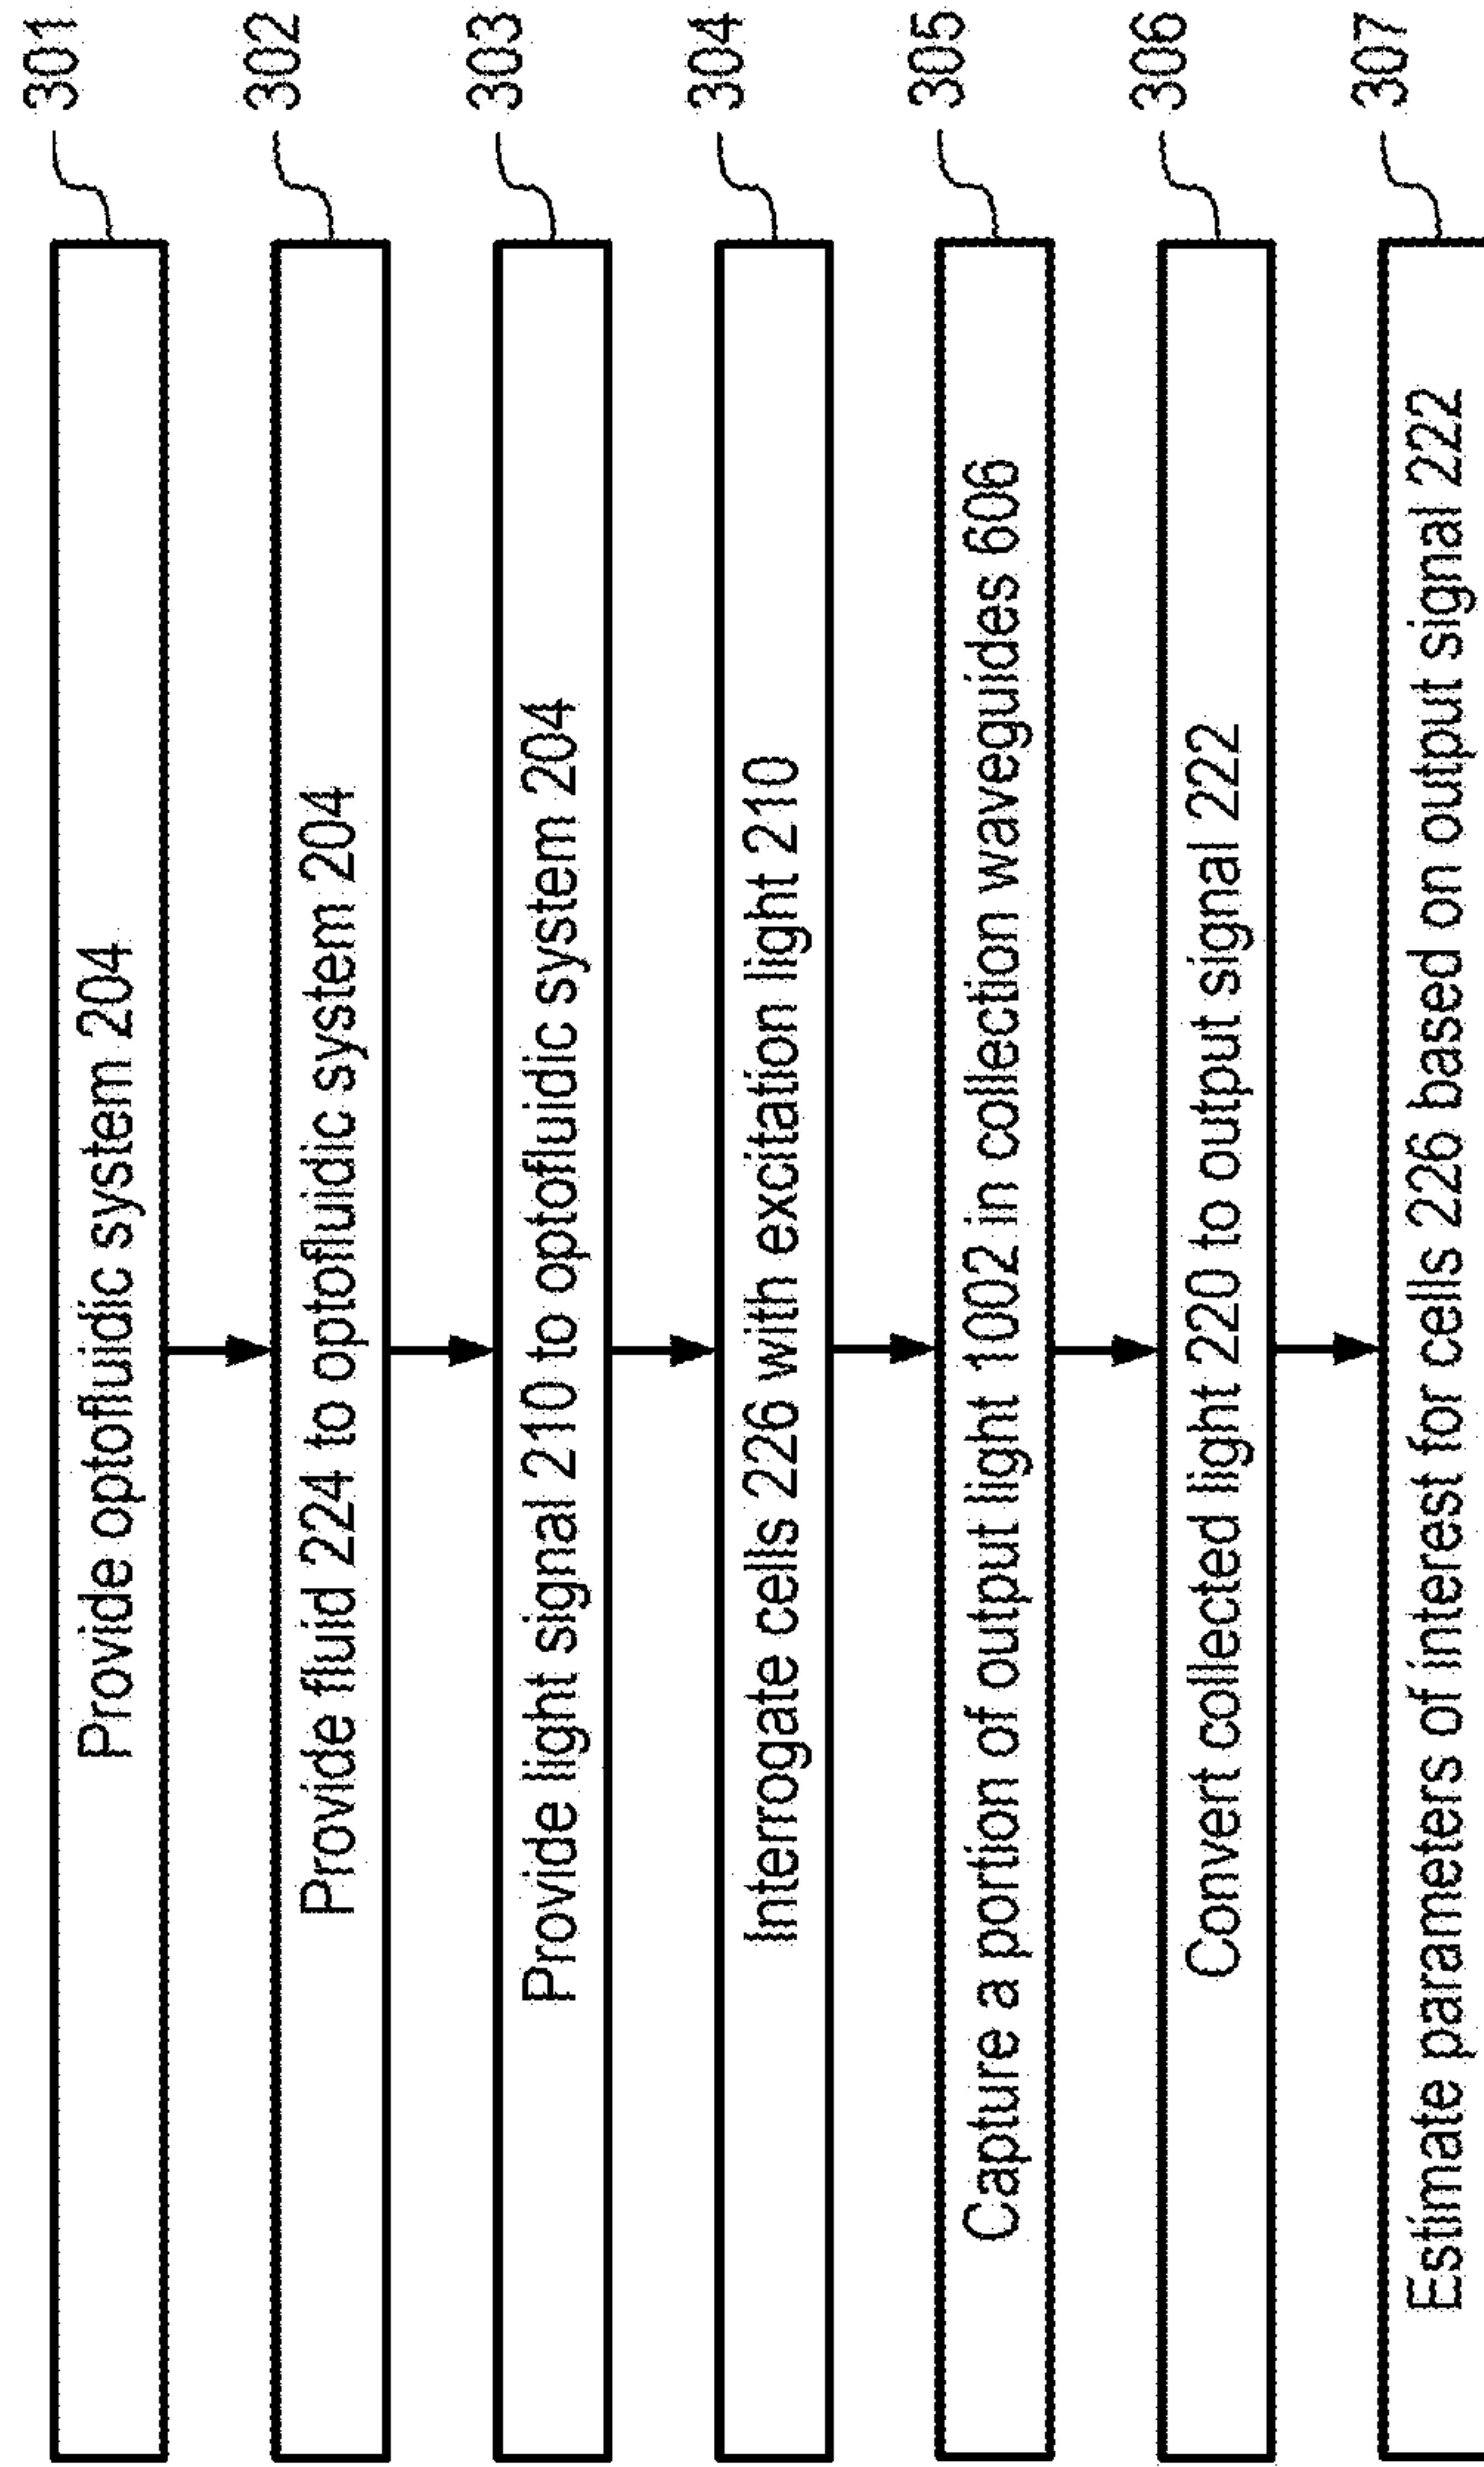 Provide optofluidic system 204
301
Provide fluid 224 to optofluidic system 204
302
Provide light signal 210 to optofluidic system 204
303
Interrogate cells 226 with excitation light 210
304
Capture a portion of output light 1002 in collection waveguides 606
305
Convert collected light 220 to output signal 222
306
Estimate parameters of interest for cells 226 based on output signal 222
307